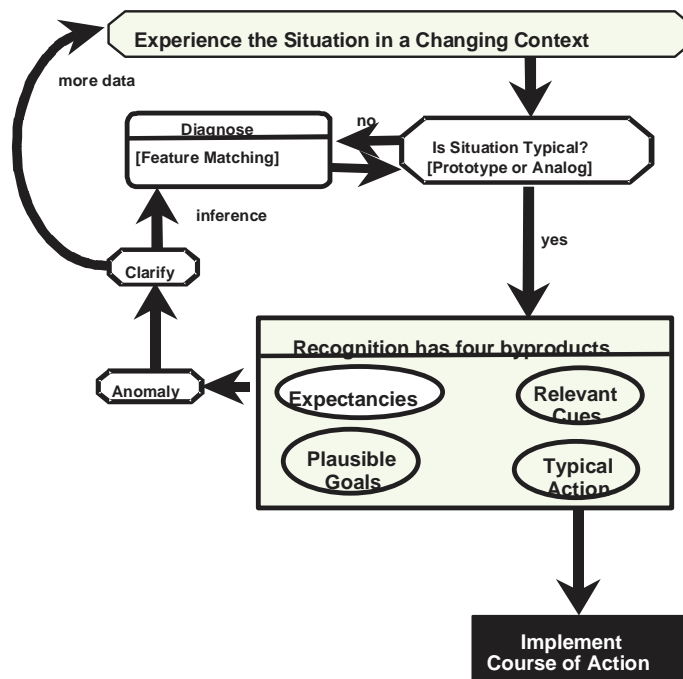 Experience the Situation in a Changing Context
more data
no
Diagnose
[Feature Matching]
Is Situation Typical?
[Prototype or Analog]
inference
yes
Clarify
Recognition has four byproducts
Anomaly
Expectancies
Relevant
Cues
Plausible
Goals
Typical
Action
Implement
Course of Action